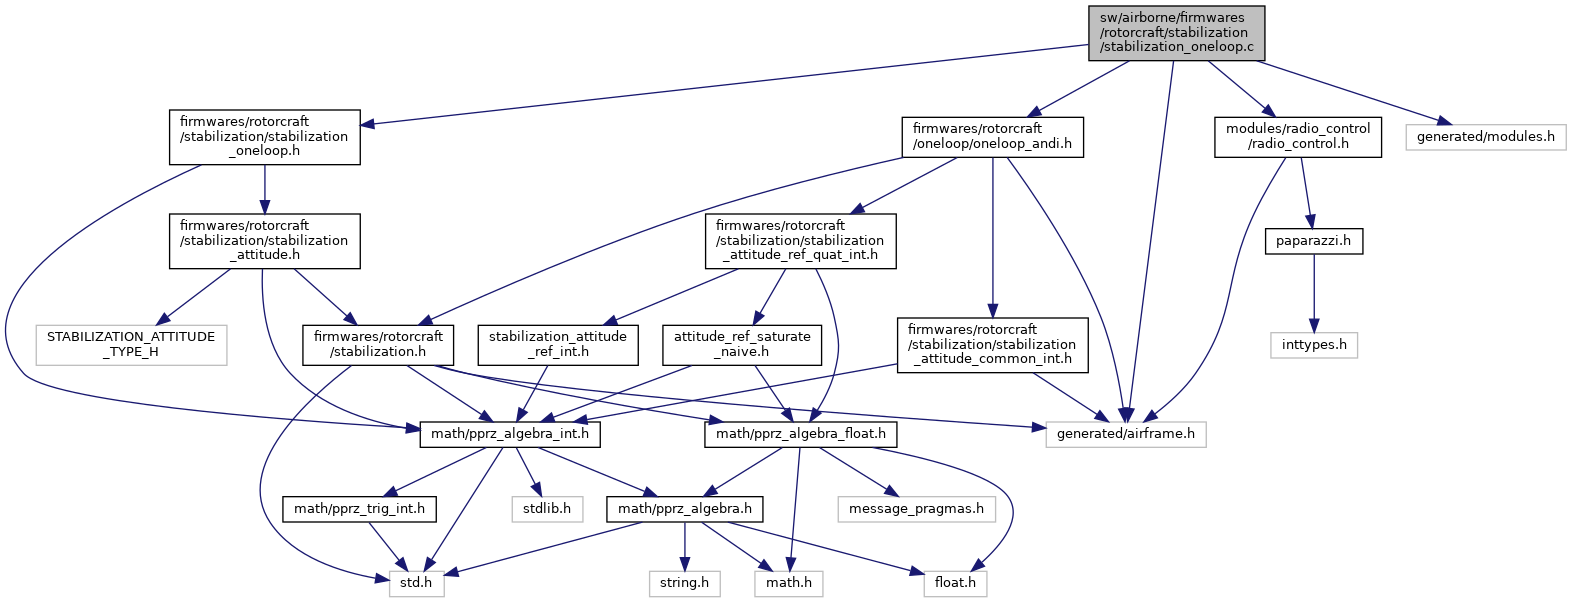 sw/airborne/firmwares
/rotorcraft/stabilization
/stabilization_oneloop.c
firmwares/rotorcraft
/stabilization/stabilization
_oneloop.h
firmwares/rotorcraft
/oneloop/oneloop_andi.h
modules/radio_control
/radio_control.h
generated/modules.h
firmwares/rotorcraft
/stabilization/stabilization
_attitude.h
firmwares/rotorcraft
/stabilization/stabilization
_attitude_ref_quat_int.h
paparazzi.h
STABILIZATION_ATTITUDE
_TYPE_H
firmwares/rotorcraft
/stabilization.h
stabilization_attitude
_ref_int.h
attitude_ref_saturate
_naive.h
firmwares/rotorcraft
/stabilization/stabilization
_attitude_common_int.h
inttypes.h
math/pprz_algebra_int.h
math/pprz_algebra_float.h
generated/airframe.h
math/pprz_trig_int.h
stdlib.h
math/pprz_algebra.h
message_pragmas.h
std.h
string.h
math.h
float.h